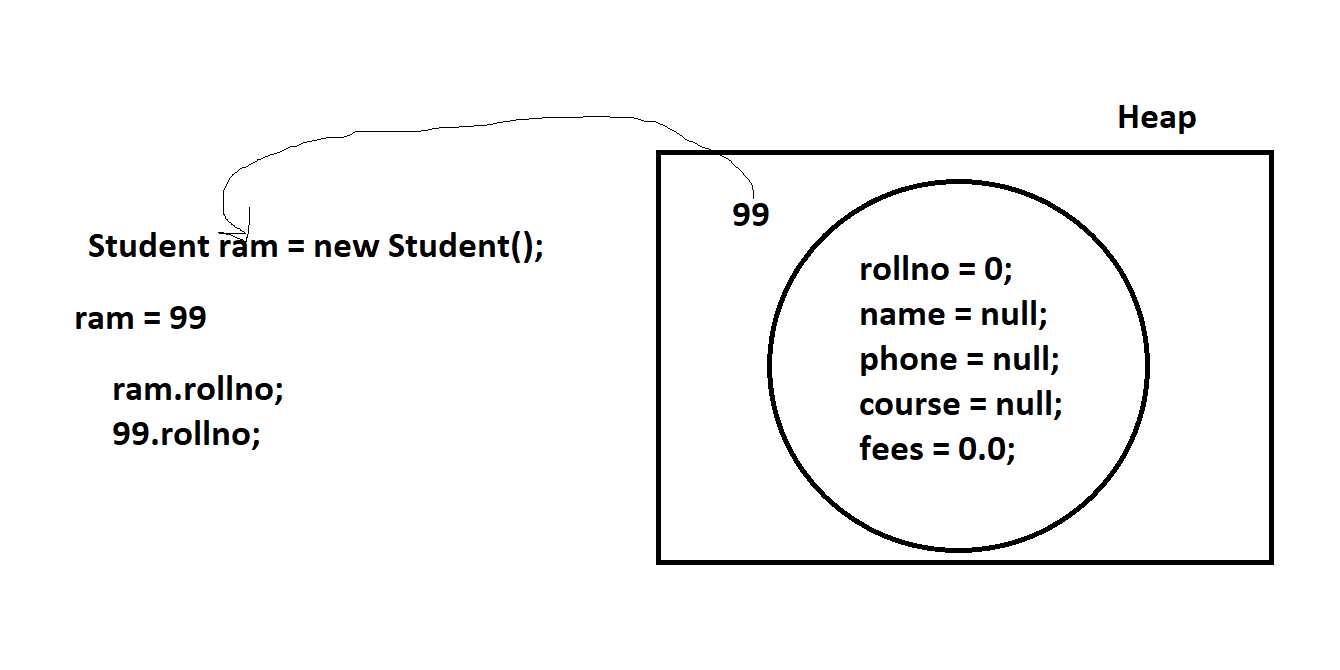 Heap
99
Student ram = new Student();
ram = 99
ram.rollno;
99.rollno;
rollno = 0;
name = null;
phone = null;
course = null;
fees = 0.0;